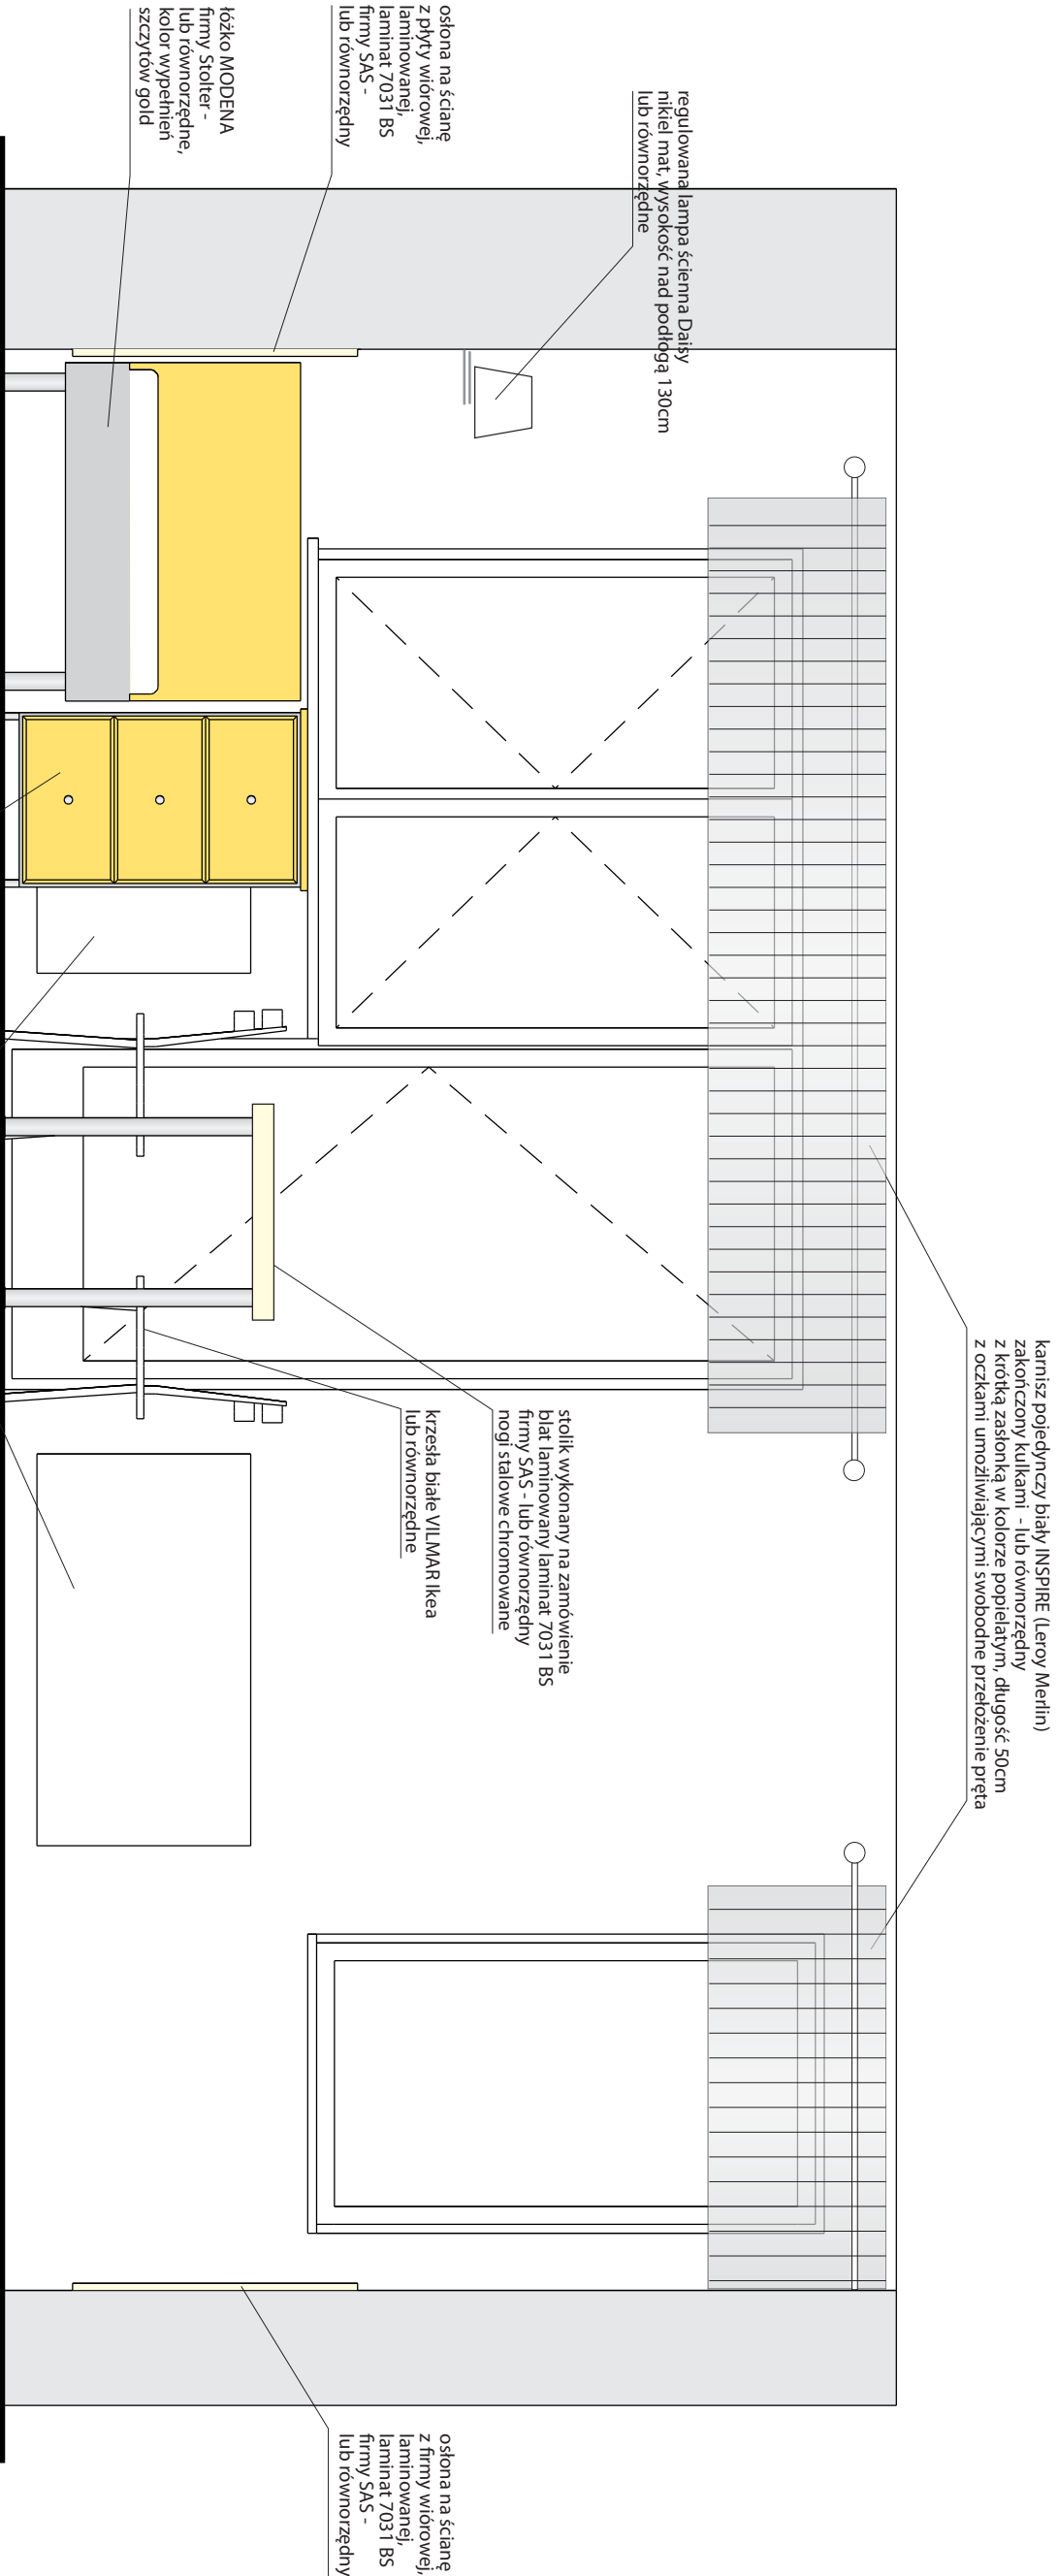 karnisz pojedynczy biały INSPIRE (Leroy Merlin)
zakończony kulkami - lub równorzędny
z krótką zasłonką w kolorze popielatym, długość 50cm
z oczkami umożliwiającymi swobodne przełożenie pręta
regulowana lampa ścienna Daisy
nikiel mat, wysokość nad podłogą 130cm
lub równorzędne
stolik wykonany na zamówienie
blat laminowany laminat 7031 BS
firmy SAS - lub równorzędny
nogi stalowe chromowane
osłona na ścianę
z płyty wiórowej,
laminowanej,
laminat 7031 BS
firmy SAS -
lub równorzędny
krzesła białe VILMAR Ikea
lub równorzędne
osłona na ścianę
z firmy wiórowej,
laminowanej,
laminat 7031 BS
firmy SAS -
lub równorzędny
łóżko MODENA
firmy Stolter -
lub równorzędne,
kolor wypełnień
szczytów gold